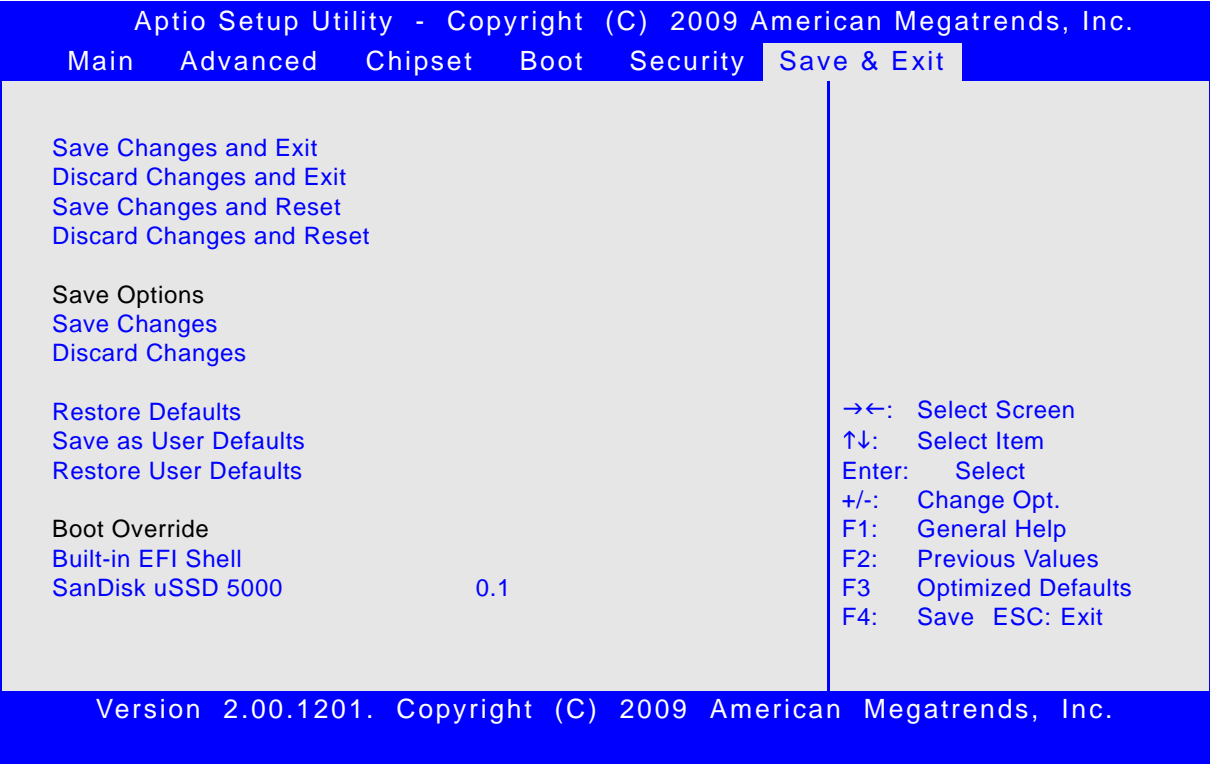 Aptio Setup Utility - Copyright (C) 2009 American Megatrends, Inc.
Main Advanced Chipset Boot Security Save & Exit
Save Changes and Exit
Discard Changes and Exit
Save Changes and Reset
Discard Changes and Reset
Save Options
Save Changes
Discard Changes
Restore Defaults
Save as User Defaults
Restore User Defaults
Boot Override
Built-in EFI Shell
SanDisk uSSD 5000 0.1
→←: Select Screen
↑↓: Select Item
Enter: Select
+/-: Change Opt.
F1: General Help
F2: Previous Values
F3 Optimized Defaults
F4: Save ESC: Exit
Version 2.00.1201. Copyright (C) 2009 American Megatrends, Inc.